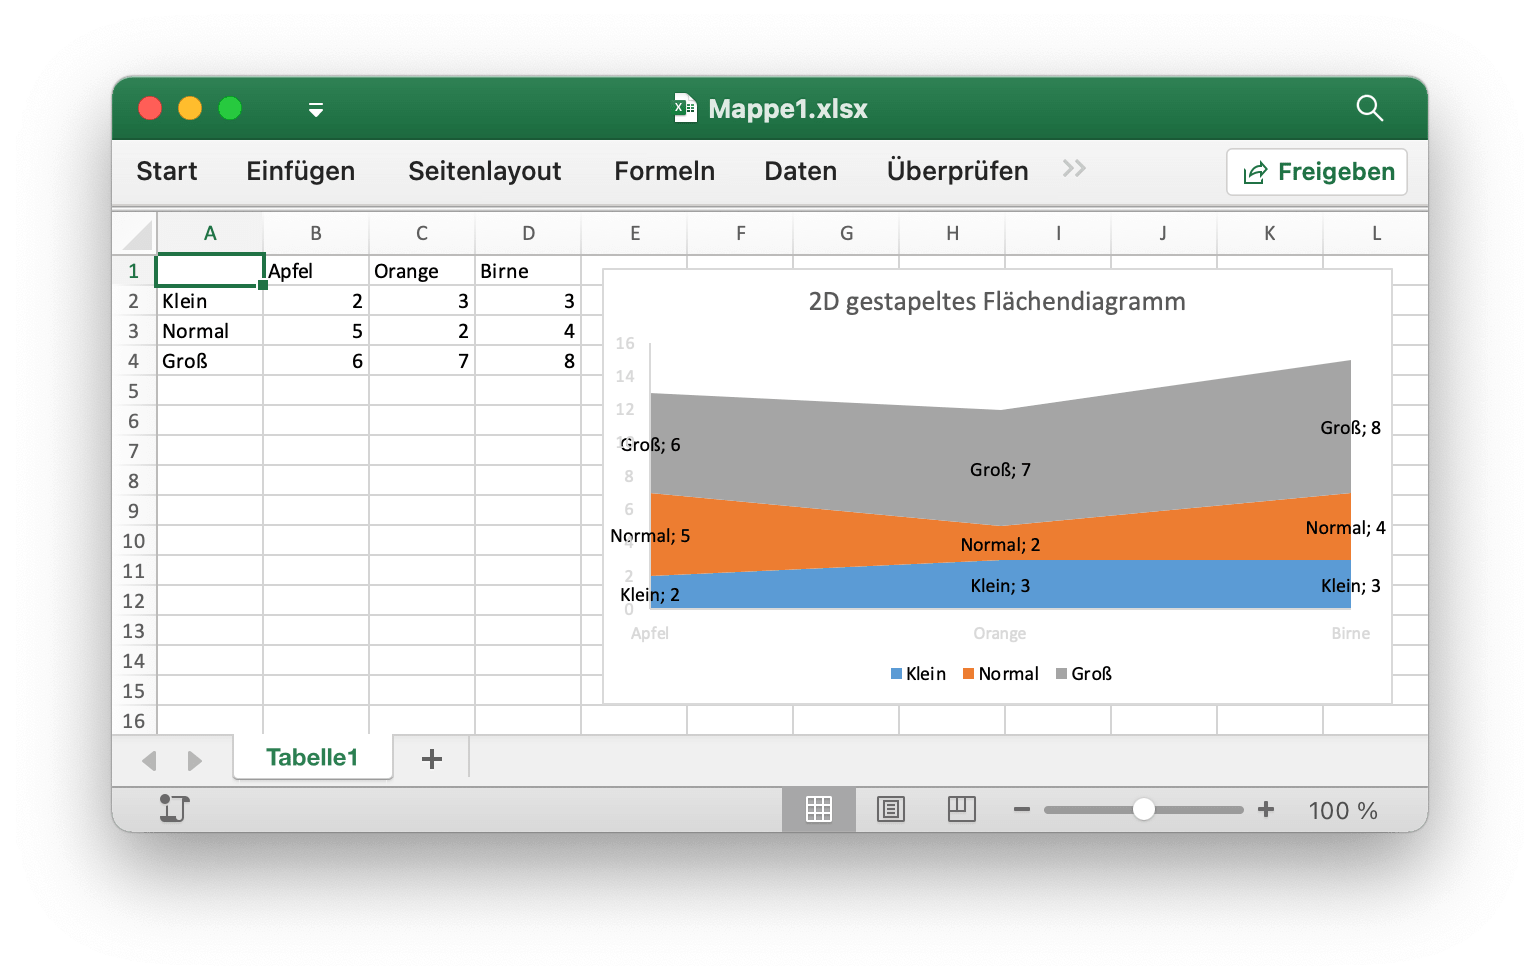 Mappe1.xlsx
Start Einfügen Seitenlayout Formeln Daten Überprüfen Freigeben
A B C D E F G H I J K L
1 Apfel Orange Birne
2 Klein 2 3 3
3 Normal 5 2 4
4 Groß 6 7 8
5
6
7
8
9
10
11
12
13
14
15
16
2D gestapeltes Flächendiagramm
16
14
12
10
8
6
4
2
0
Groß; 6
Groß; 7
Groß; 8
Normal; 5
Normal; 2
Normal; 4
Klein; 2
Klein; 3
Klein; 3
Apfel Orange Birne
Klein Normal Groß
Tabelle1 +
100 %